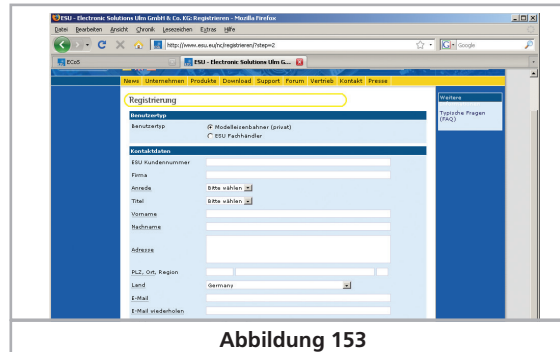 ESU - Electronic Solutions Ulm GmbH & Co. KG: Registrieren - Mozilla Firefox
Datei Bearbeiten Ansicht Chronik Lesezeichen Extras Hilfe
http://www.esu.eu/nc/registrieren/?step=2
Google
ECoS
ESU - Electronic Solutions Ulm G...
News Unternehmen Produkte Download Support Forum Vertrieb Kontakt Presse
Registrierung
Weitere
Benutzertyp
Typische Fragen (FAQ)
Benutzertyp Modelleisenbahner (privat)
ESU Fachhändler
Kontaktdaten
ESU Kundennummer
Firma
Anrede Bitte wählen
Titel Bitte wählen
Vorname
Nachname
Adresse
PLZ, Ort, Region
Land Germany
E-Mail
E-Mail wiederholen
Abbildung 153